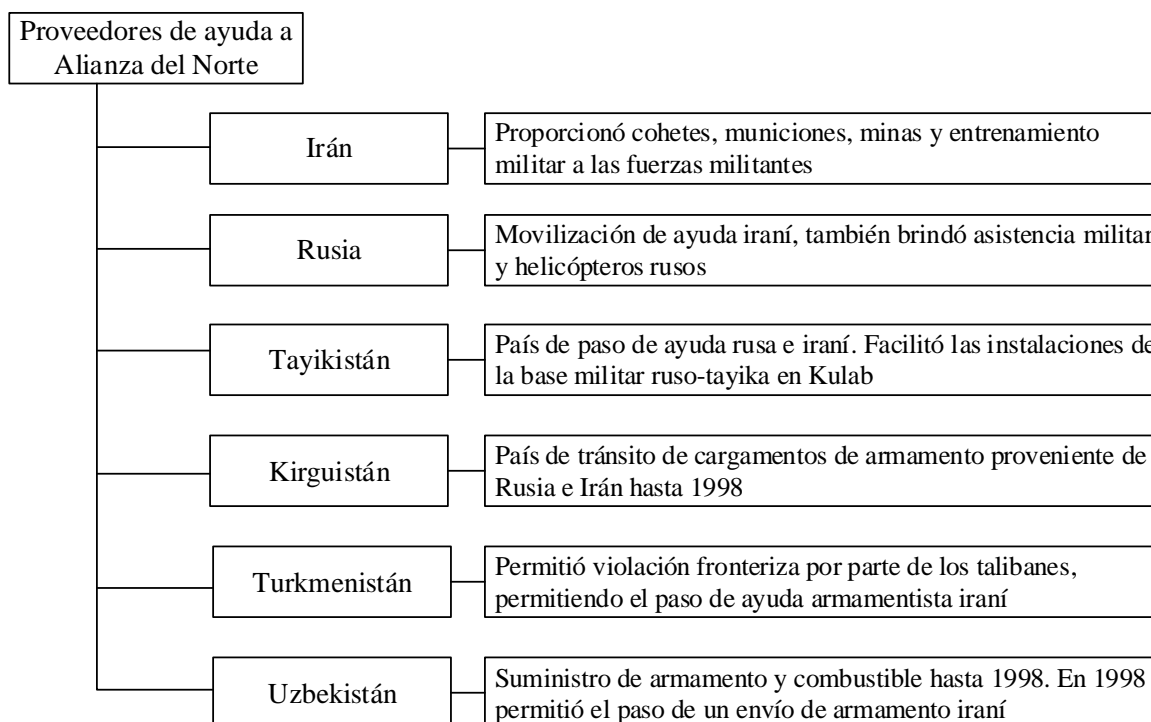 Proveedores de ayuda a
Alianza del Norte
Irán
Proporcionó cohetes, municiones, minas y entrenamiento
militar a las fuerzas militantes
Rusia
Movilización de ayuda iraní, también brindó asistencia militar
y helicópteros rusos
Tayikistán
País de paso de ayuda rusa e iraní. Facilitó las instalaciones de
la base militar ruso-tayika en Kulab
Kirguistán
País de tránsito de cargamentos de armamento proveniente de
Rusia e Irán hasta 1998
Turkmenistán
Permitió violación fronteriza por parte de los talibanes,
permitiendo el paso de ayuda armamentista iraní
Uzbekistán
Suministro de armamento y combustible hasta 1998. En 1998
permitió el paso de un envío de armamento iraní